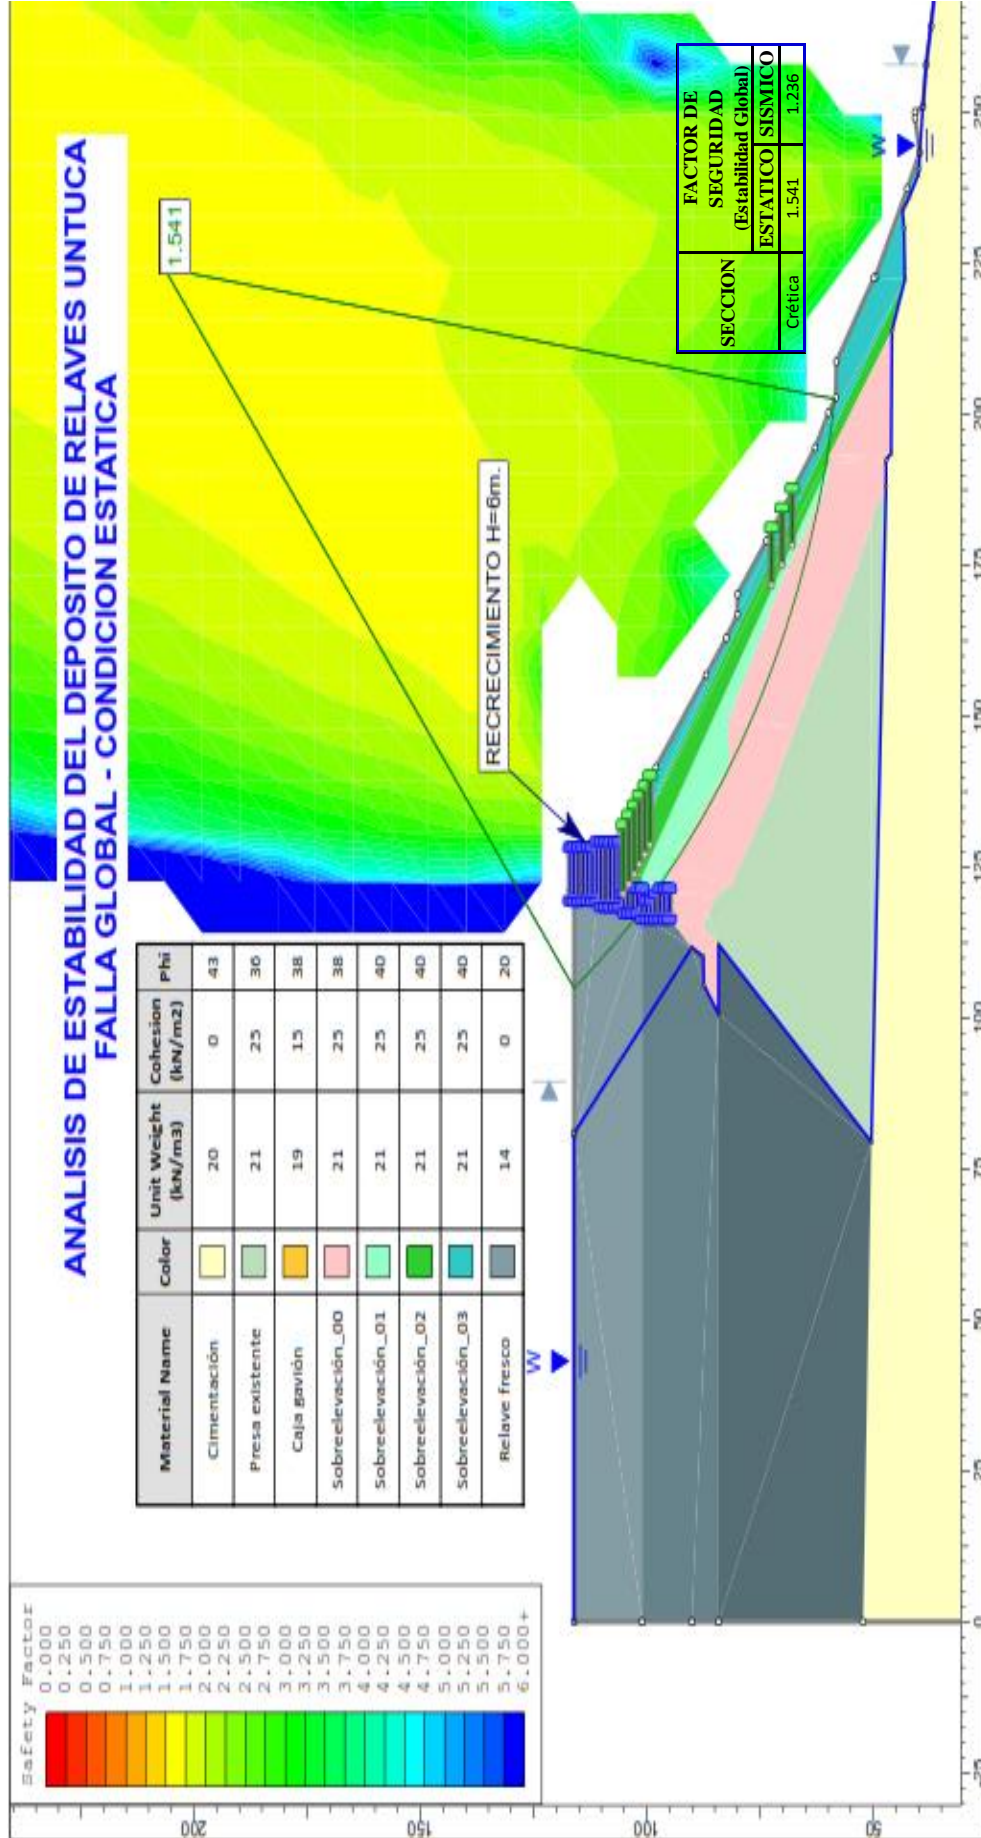 ANALISIS DE ESTABILIDAD DEL DEPOSITO DE RELAVES UNTUCA
FALLA GLOBAL - CONDICION ESTATICA
Safety Factor
0.000
0.250
0.500
0.750
1.000
1.250
1.500
1.750
2.000
2.250
2.500
2.750
3.000
3.250
3.500
3.750
4.000
4.250
4.500
4.750
5.000
5.250
5.500
5.750
6.000+
Material Name Color Unit Weight (kN/m3) Cohesion (kN/m2) Phi
Cimentación 20 0 43
Presa existente 21 25 36
Caja gavión 19 15 38
Sobreelevación_00 21 25 38
Sobreelevación_01 21 25 40
Sobreelevación_02 21 25 40
Sobreelevación_03 21 25 40
Relave fresco 14 0 20
1.541
RECRECIMIENTO H=6m.
W
W
SECCION FACTOR DE SEGURIDAD (Estabilidad Global)
ESTATICO SISMICO
Crética 1.541 1.236
200
150
100
50
-25 0 25 50 75 100 125 150 175 200 225 250